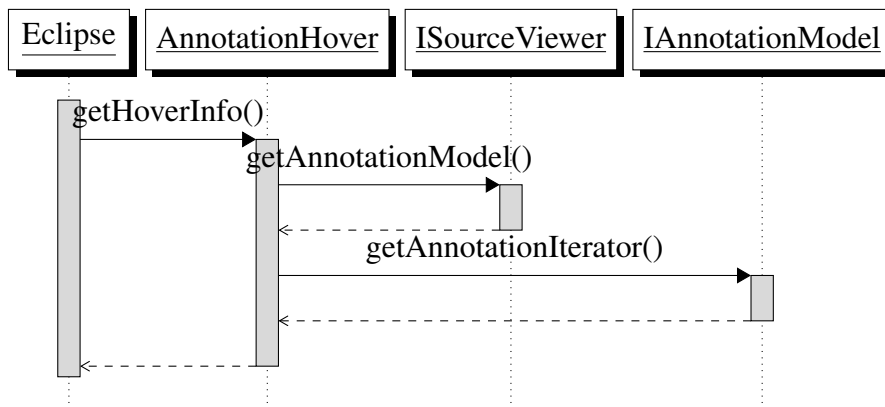 Eclipse AnnotationHover ISourceViewer IAnnotationModel
getHoverInfo()
getAnnotationModel()
getAnnotationIterator()